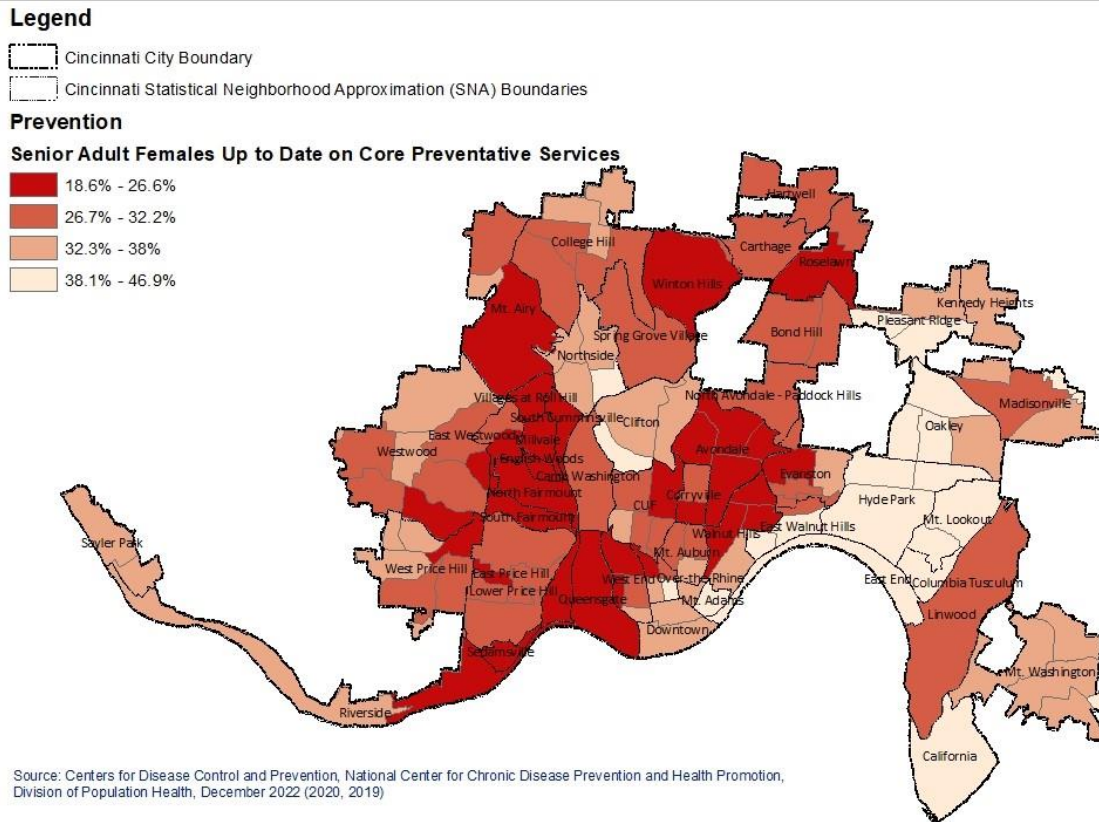 Legend
Cincinnati City Boundary
Cincinnati Statistical Neighborhood Approximation (SNA) Boundaries
Prevention
Senior Adult Females Up to Date on Core Preventative Services
18.6% - 26.6%
26.7% - 32.2%
32.3% - 38%
38.1% - 46.9%
Hartwell
College Hill
Carthage
Roselawn
Winton Hills
Mt. Airy
Kennedy Heights
Pleasant Ridge
Spring Grove Village
Bond Hill
Northside
Villages at Roll Hill
North Avondale - Paddock Hills
Madisonville
South Cumminsville
Clifton
Oakley
East Westwood
Millvale
Westwood
Avondale
English Woods
Camp Washington
Evanston
North Fairmount
Corryville
Hyde Park
CUF
South Fairmount
Mt. Lookout
East Walnut Hills
Walnut Hills
Sayler Park
Mt. Auburn
West Price Hill
East Price Hill
West End
Over-the-Rhine
East End
Columbia Tusculum
Lower Price Hill
Queensgate
Mt. Adams
Linwood
Downtown
Sedamsville
Mt. Washington
Riverside
California
Source: Centers for Disease Control and Prevention, National Center for Chronic Disease Prevention and Health Promotion,
Division of Population Health, December 2022 (2020, 2019)